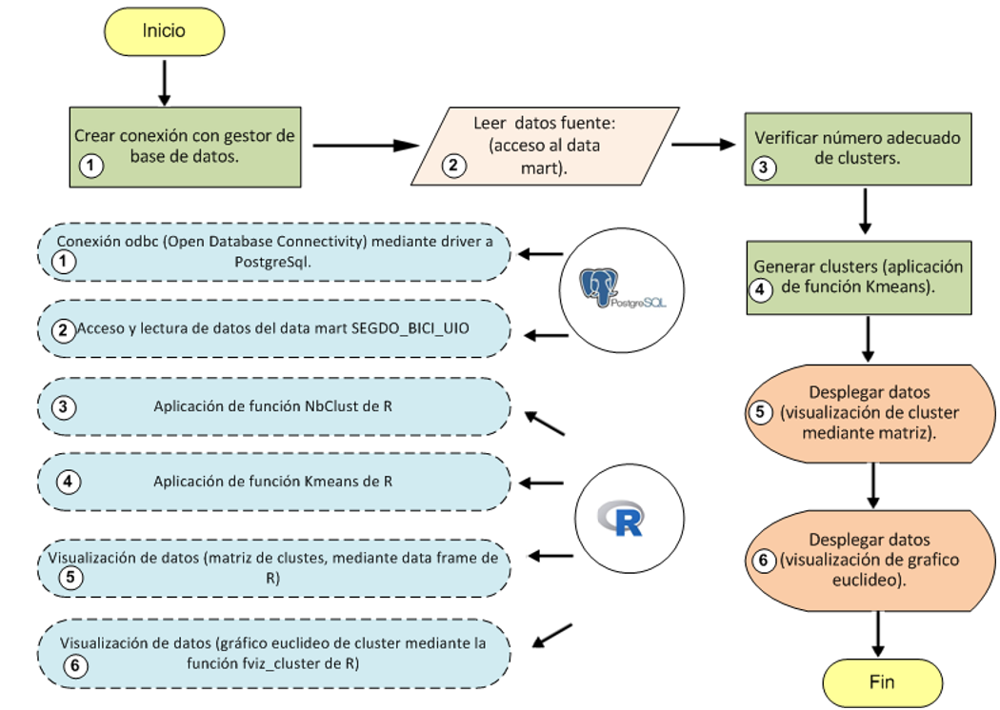 Inicio
Crear conexión con gestor de
base de datos.
1
Leer datos fuente:
(acceso al data
mart).
2
Verificar número adecuado
de clusters.
3
Generar clusters (aplicación
de función Kmeans).
4
Desplegar datos
(visualización de cluster
mediante matriz).
5
Desplegar datos
(visualización de grafico
euclideo).
6
Fin
Conexión odbc (Open Database Connectivity) mediante driver a
PostgreSql.
1
Acceso y lectura de datos del data mart SEGDO_BICI_UIO
2
Aplicación de función NbClust de R
3
Aplicación de función Kmeans de R
4
Visualización de datos (matriz de clustes, mediante data frame de
R)
5
Visualización de datos (gráfico euclideo de cluster mediante la
función fviz_cluster de R)
6
PostgreSQL
R